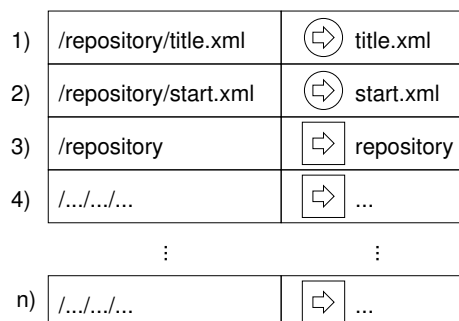 1) /repository/title.xml title.xml
2) /repository/start.xml start.xml
3) /repository repository
4) /.../.../... ...
⋮ ⋮
n) /.../.../... ...